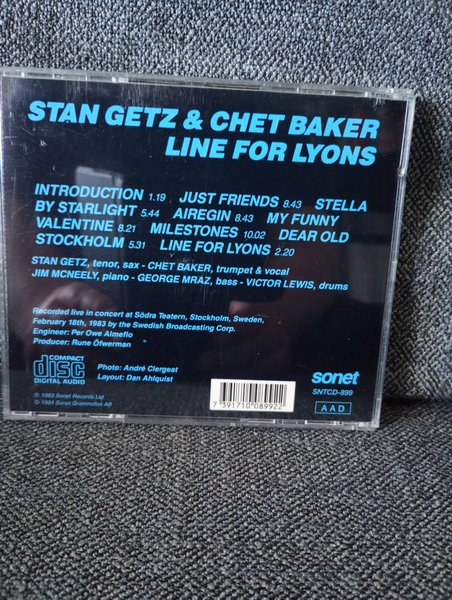 STAN GETZ & CHET BAKER
LINE FOR LYONS
INTRODUCTION 1.19 JUST FRIENDS 8.43 STELLA
BY STARLIGHT 5.44 AIREGIN 8.43 MY FUNNY
VALENTINE 8.21 MILESTONES 10.02 DEAR OLD
STOCKHOLM 5.31 LINE FOR LYONS 2.20
STAN GETZ, tenor, sax - CHET BAKER, trumpet & vocal
JIM MCNEELY, piano - GEORGE MRAZ, bass - VICTOR LEWIS, drums
Recorded live in concert at Södra Teatern, Stockholm, Sweden,
February 18th, 1983 by the Swedish Broadcasting Corp.
Engineer: Per Owe Almeflo
Producer: Rune Öfwerman
COMPACT
disc
DIGITAL AUDIO
Photo: André Clergeat
Layout: Dan Ahlquist
℗ 1983 Sonet Records Ltd.
© 1984 Sonet Grammofon AB
7 391710 089922
sonet
SNTCD-899
AAD